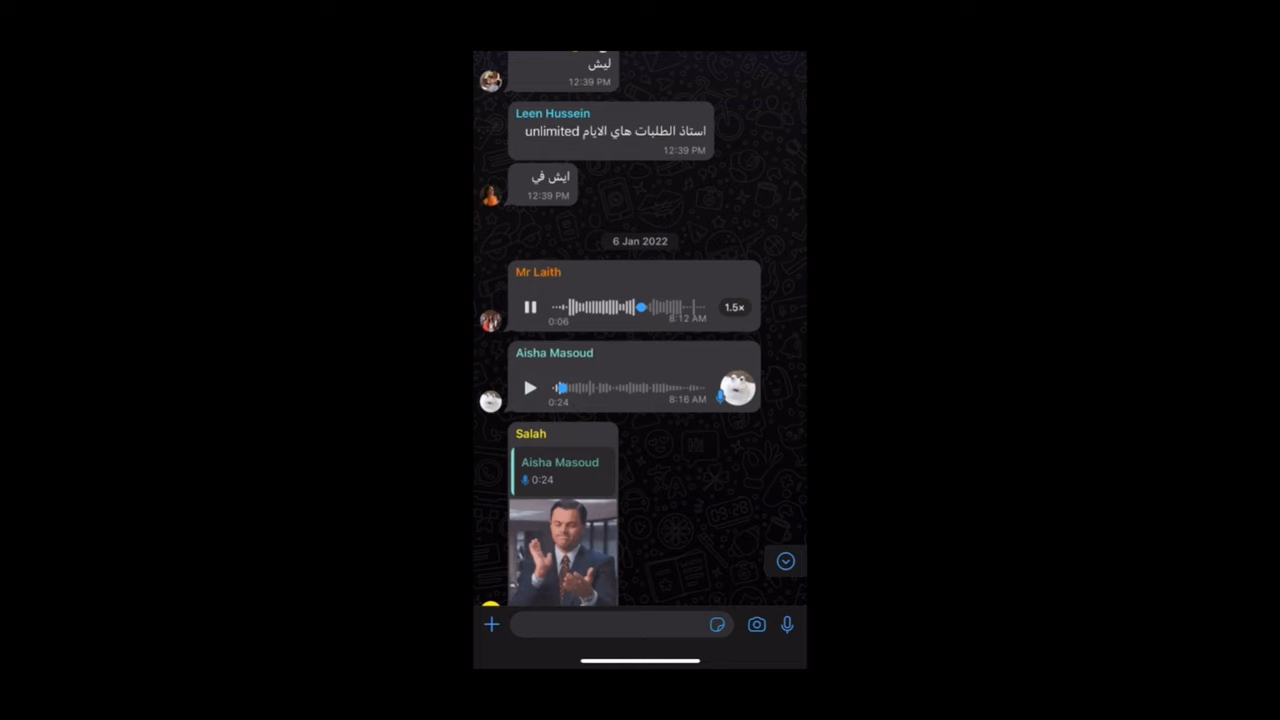 ليش
12:39 PM
Leen Hussein
استاذ الطلبات هاي الايام unlimited
12:39 PM
ايش في
12:39 PM
6 Jan 2022
Mr Laith
1.5×
0:06
8:12 AM
Aisha Masoud
0:24
8:16 AM
Salah
Aisha Masoud
0:24